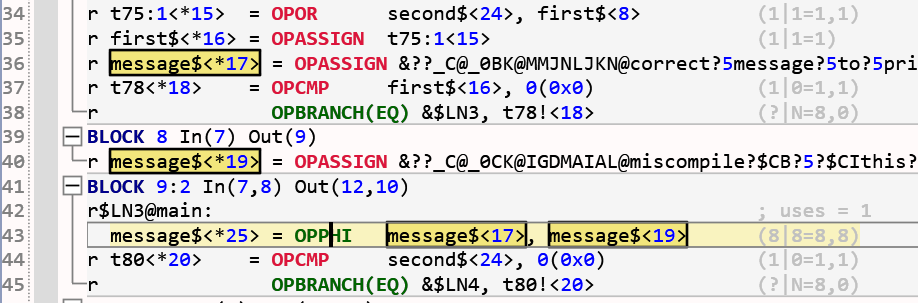 34 r t75:1<*15> = OPOR second$<24>, first$<8> (1|1=1,1)
35 r first$<*16> = OPASSIGN t75:1<15> (1|1=1)
36 r message$<*17> = OPASSIGN &??_C@_0BK@MMJNLJKN@correct?5message?5to?5pri
37 r t78<*18> = OPCMP first$<16>, 0(0x0) (1|0=1,1)
38 r OPBRANCH(EQ) &$LN3, t78!<18> (?|N=8,0)
39 BLOCK 8 In(7) Out(9)
40 r message$<*19> = OPASSIGN &??_C@_0CK@IGDMAIAL@miscompile?$CB?5?$CIthis?
41 BLOCK 9:2 In(7,8) Out(12,10)
42 r$LN3@main: ; uses = 1
43 message$<*25> = OPPHI message$<17>, message$<19> (8|8=8,8)
44 r t80<*20> = OPCMP second$<24>, 0(0x0) (1|0=1,1)
45 r OPBRANCH(EQ) &$LN4, t80!<20> (?|N=8,0)